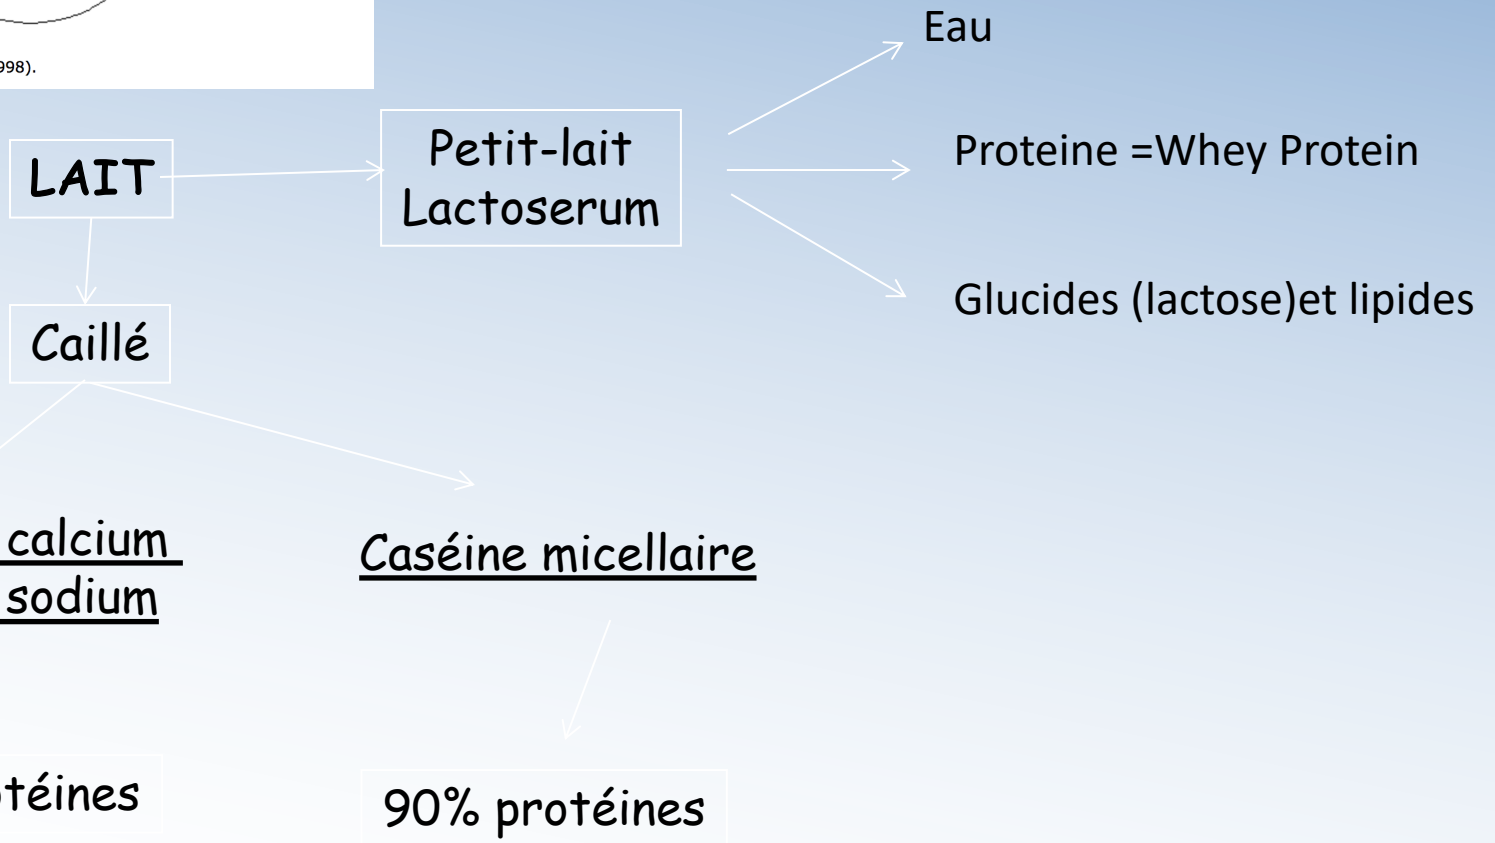 Eau
998).
Petit-lait
Lactoserum
LAIT
Proteine =Whey Protein
Glucides (lactose)et lipides
Caillé
calcium
sodium
Caséine micellaire
téines
90% protéines